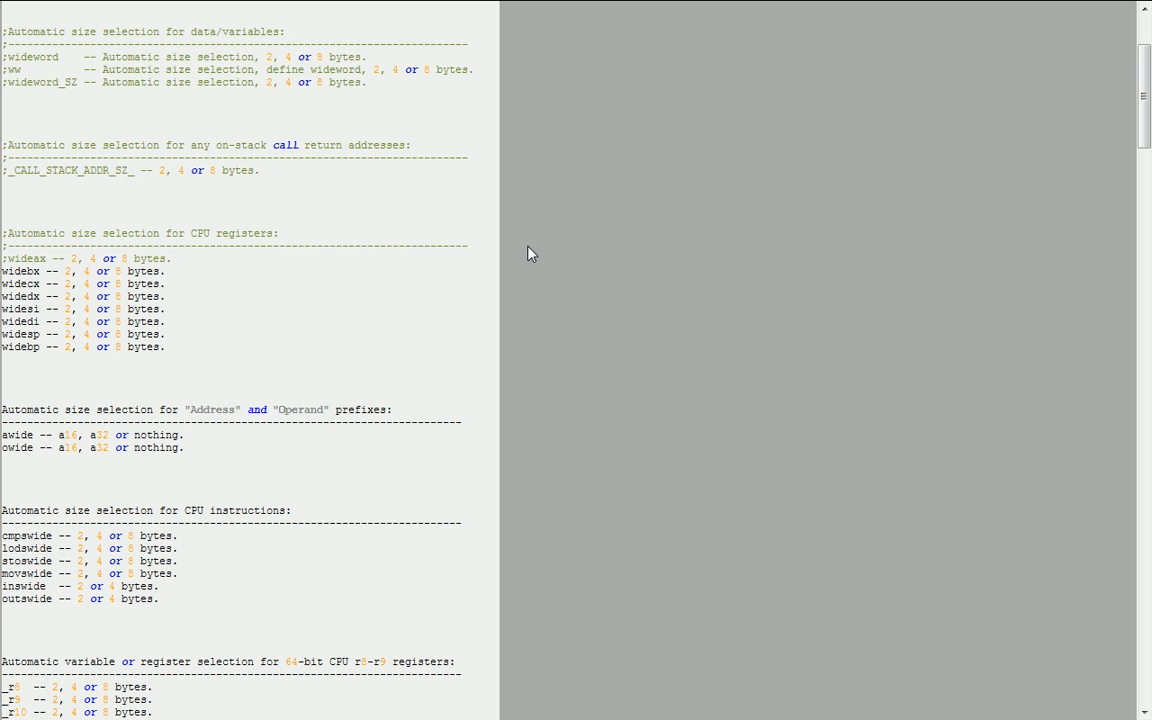 ;Automatic size selection for data/variables:
;-------------------------------------------------------------------------
;wideword    -- Automatic size selection, 2, 4 or 8 bytes.
;ww          -- Automatic size selection, define wideword, 2, 4 or 8 bytes.
;wideword_SZ -- Automatic size selection, 2, 4 or 8 bytes.
;Automatic size selection for any on-stack call return addresses:
;-------------------------------------------------------------------------
;_CALL_STACK_ADDR_SZ_ -- 2, 4 or 8 bytes.
;Automatic size selection for CPU registers:
;-------------------------------------------------------------------------
;wideax -- 2, 4 or 8 bytes.
widebx -- 2, 4 or 8 bytes.
widecx -- 2, 4 or 8 bytes.
widedx -- 2, 4 or 8 bytes.
widesi -- 2, 4 or 8 bytes.
widedi -- 2, 4 or 8 bytes.
widesp -- 2, 4 or 8 bytes.
widebp -- 2, 4 or 8 bytes.
Automatic size selection for "Address" and "Operand" prefixes:
-------------------------------------------------------------------------
awide -- a16, a32 or nothing.
owide -- a16, a32 or nothing.
Automatic size selection for CPU instructions:
-------------------------------------------------------------------------
cmpswide -- 2, 4 or 8 bytes.
lodswide -- 2, 4 or 8 bytes.
stoswide -- 2, 4 or 8 bytes.
movswide -- 2, 4 or 8 bytes.
inswide  -- 2 or 4 bytes.
outswide -- 2 or 4 bytes.
Automatic variable or register selection for 64-bit CPU r8-r9 registers:
-------------------------------------------------------------------------
_r8  -- 2, 4 or 8 bytes.
_r9  -- 2, 4 or 8 bytes.
_r10 -- 2, 4 or 8 bytes.